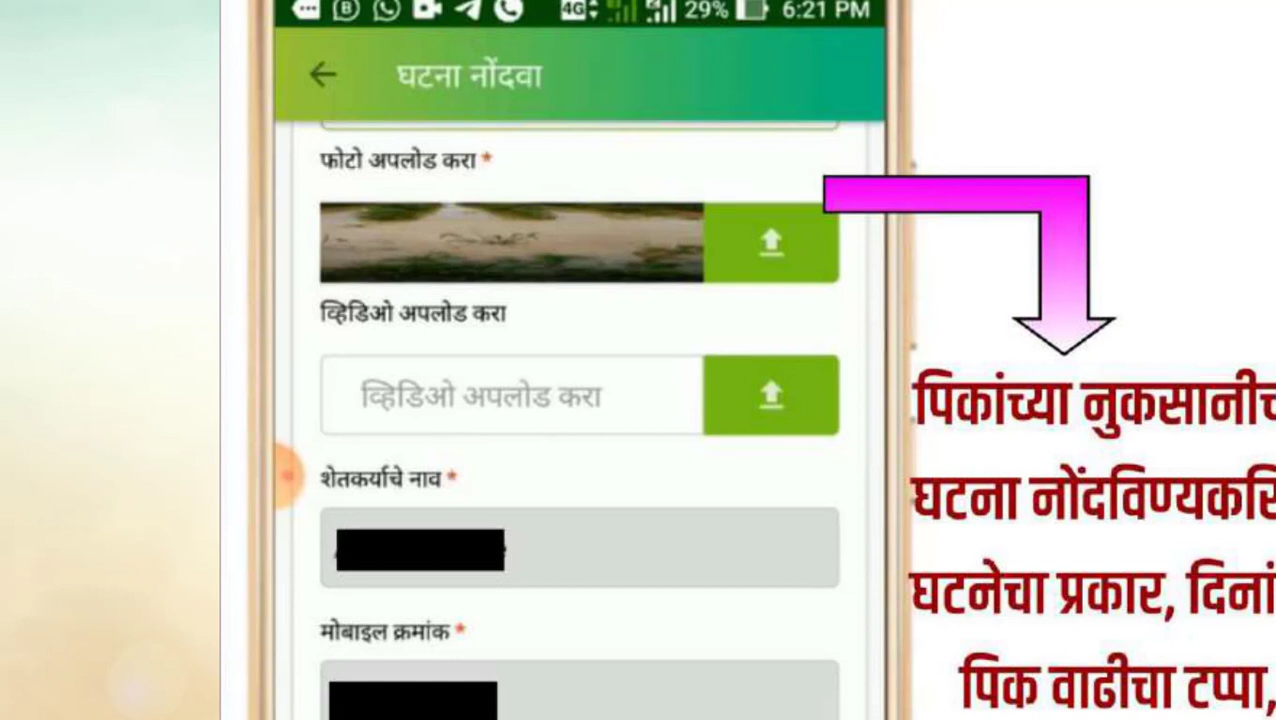 4G 29% 6:21 PM
घटना नोंदवा
फोटो अपलोड करा *
व्हिडिओ अपलोड करा
व्हिडिओ अपलोड करा
शेतकर्याचे नाव *
मोबाइल क्रमांक *
पिकांच्या नुकसानीच
घटना नोंदविण्यकरि
घटनेचा प्रकार, दिनां
पिक वाढीचा टप्पा,